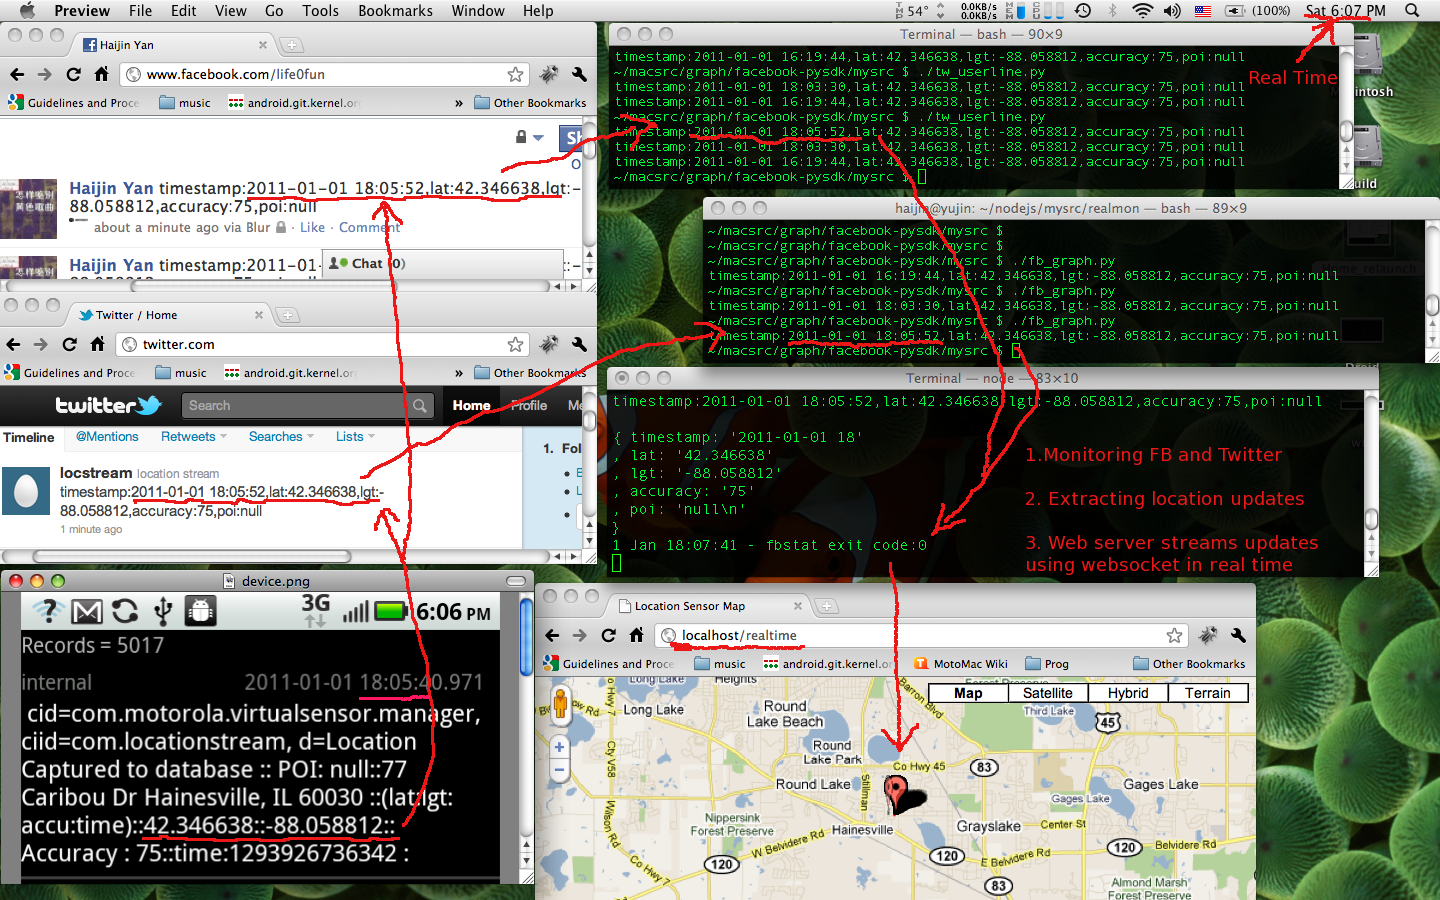 Preview File Edit View Go Tools Bookmarks Window Help
54° 0.0KB/s 0.0KB/s (100%) Sat 6:07 PM
Real Time
Haijin Yan
www.facebook.com/life0fun
Guidelines and Proce music android.git.kernel.or » Other Bookmarks
Haijin Yan timestamp:2011-01-01 18:05:52,lat:42.346638,lgt:-
88.058812,accuracy:75,poi:null
about a minute ago via Blur · Like · Comment
Chat (0)
Haijin Yan timestamp:2011-01-
Twitter / Home
twitter.com
Guidelines and Proce music android.git.kernel.or » Other Bookmarks
twitter Search Home Profile Me
Timeline @Mentions Retweets Searches Lists
1. Fol
locstream location stream
timestamp:2011-01-01 18:05:52,lat:42.346638,lgt:-
88.058812,accuracy:75,poi:null
1 minute ago
device.png
3G 6:06 PM
Records = 5017
internal 2011-01-01 18:05:40.971
cid=com.motorola.virtualsensor.manager,
ciid=com.locationstream, d=Location
Captured to database :: POI: null::77
Caribou Dr Hainesville, IL 60030 ::(lat:lgt:
accu:time)::42.346638::-88.058812::
Accuracy : 75::time:1293926736342 :
Terminal — bash — 90×9
timestamp:2011-01-01 16:19:44,lat:42.346638,lgt:-88.058812,accuracy:75,poi:null
~/macsrc/graph/facebook-pysdk/mysrc $ ./tw_userline.py
timestamp:2011-01-01 18:03:30,lat:42.346638,lgt:-88.058812,accuracy:75,poi:null
timestamp:2011-01-01 16:19:44,lat:42.346638,lgt:-88.058812,accuracy:75,poi:null
~/macsrc/graph/facebook-pysdk/mysrc $ ./tw_userline.py
timestamp:2011-01-01 18:05:52,lat:42.346638,lgt:-88.058812,accuracy:75,poi:null
timestamp:2011-01-01 18:03:30,lat:42.346638,lgt:-88.058812,accuracy:75,poi:null
timestamp:2011-01-01 16:19:44,lat:42.346638,lgt:-88.058812,accuracy:75,poi:null
~/macsrc/graph/facebook-pysdk/mysrc $
haijin@yujin: ~/nodejs/mysrc/realmon — bash — 89×9
~/macsrc/graph/facebook-pysdk/mysrc $
~/macsrc/graph/facebook-pysdk/mysrc $
~/macsrc/graph/facebook-pysdk/mysrc $ ./fb_graph.py
timestamp:2011-01-01 16:19:44,lat:42.346638,lgt:-88.058812,accuracy:75,poi:null
~/macsrc/graph/facebook-pysdk/mysrc $ ./fb_graph.py
timestamp:2011-01-01 18:03:30,lat:42.346638,lgt:-88.058812,accuracy:75,poi:null
~/macsrc/graph/facebook-pysdk/mysrc $ ./fb_graph.py
timestamp:2011-01-01 18:05:52,lat:42.346638,lgt:-88.058812,accuracy:75,poi:null
~/macsrc/graph/facebook-pysdk/mysrc $
Terminal — node — 83×10
timestamp:2011-01-01 18:05:52,lat:42.346638,lgt:-88.058812,accuracy:75,poi:null
{ timestamp: '2011-01-01 18'
, lat: '42.346638'
, lgt: '-88.058812'
, accuracy: '75'
, poi: 'null\n'
}
1 Jan 18:07:41 - fbstat exit code:0
1.Monitoring FB and Twitter
2. Extracting location updates
3. Web server streams updates
using websocket in real time
Location Sensor Map
localhost/realtime
Guidelines and Proce music android.git.kernel.or MotoMac Wiki Prog Other Bookmarks
Map Satellite Hybrid Terrain
Long Lake
Heights
Long Lake
Round
Lake Beach
Barron Blvd
Third Lake
45
Cty V58
Co Hwy 7
Round
Lake Park
Co Hwy 45
83
Round Lake
Gages Lake
Gages Lake
Wilson Rd
Stillman
Nippersink
Forest Preserve
Hainesville
Grayslake
Center St
W Belvidere Rd
120
E Belvidere Rd
120
Belvidere Rd
120
Co Hwy 7
83
Almond Marsh
Forest Preserve